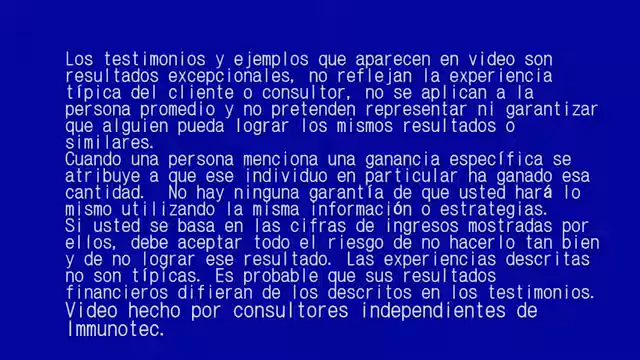 Los testimonios y ejemplos que aparecen en video son
resultados excepcionales, no reflejan la experiencia
típica del cliente o consultor, no se aplican a la
persona promedio y no pretenden representar ni garantizar
que alguien pueda lograr los mismos resultados o
similares.
Cuando una persona menciona una ganancia específica se
atribuye a que ese individuo en particular ha ganado esa
cantidad.  No hay ninguna garantía de que usted hará lo
mismo utilizando la misma información o estrategias.
Si usted se basa en las cifras de ingresos mostradas por
ellos, debe aceptar todo el riesgo de no hacerlo tan bien
y de no lograr ese resultado. Las experiencias descritas
no son típicas. Es probable que sus resultados
financieros difieran de los descritos en los testimonios.
Video hecho por consultores independientes de
Immunotec.